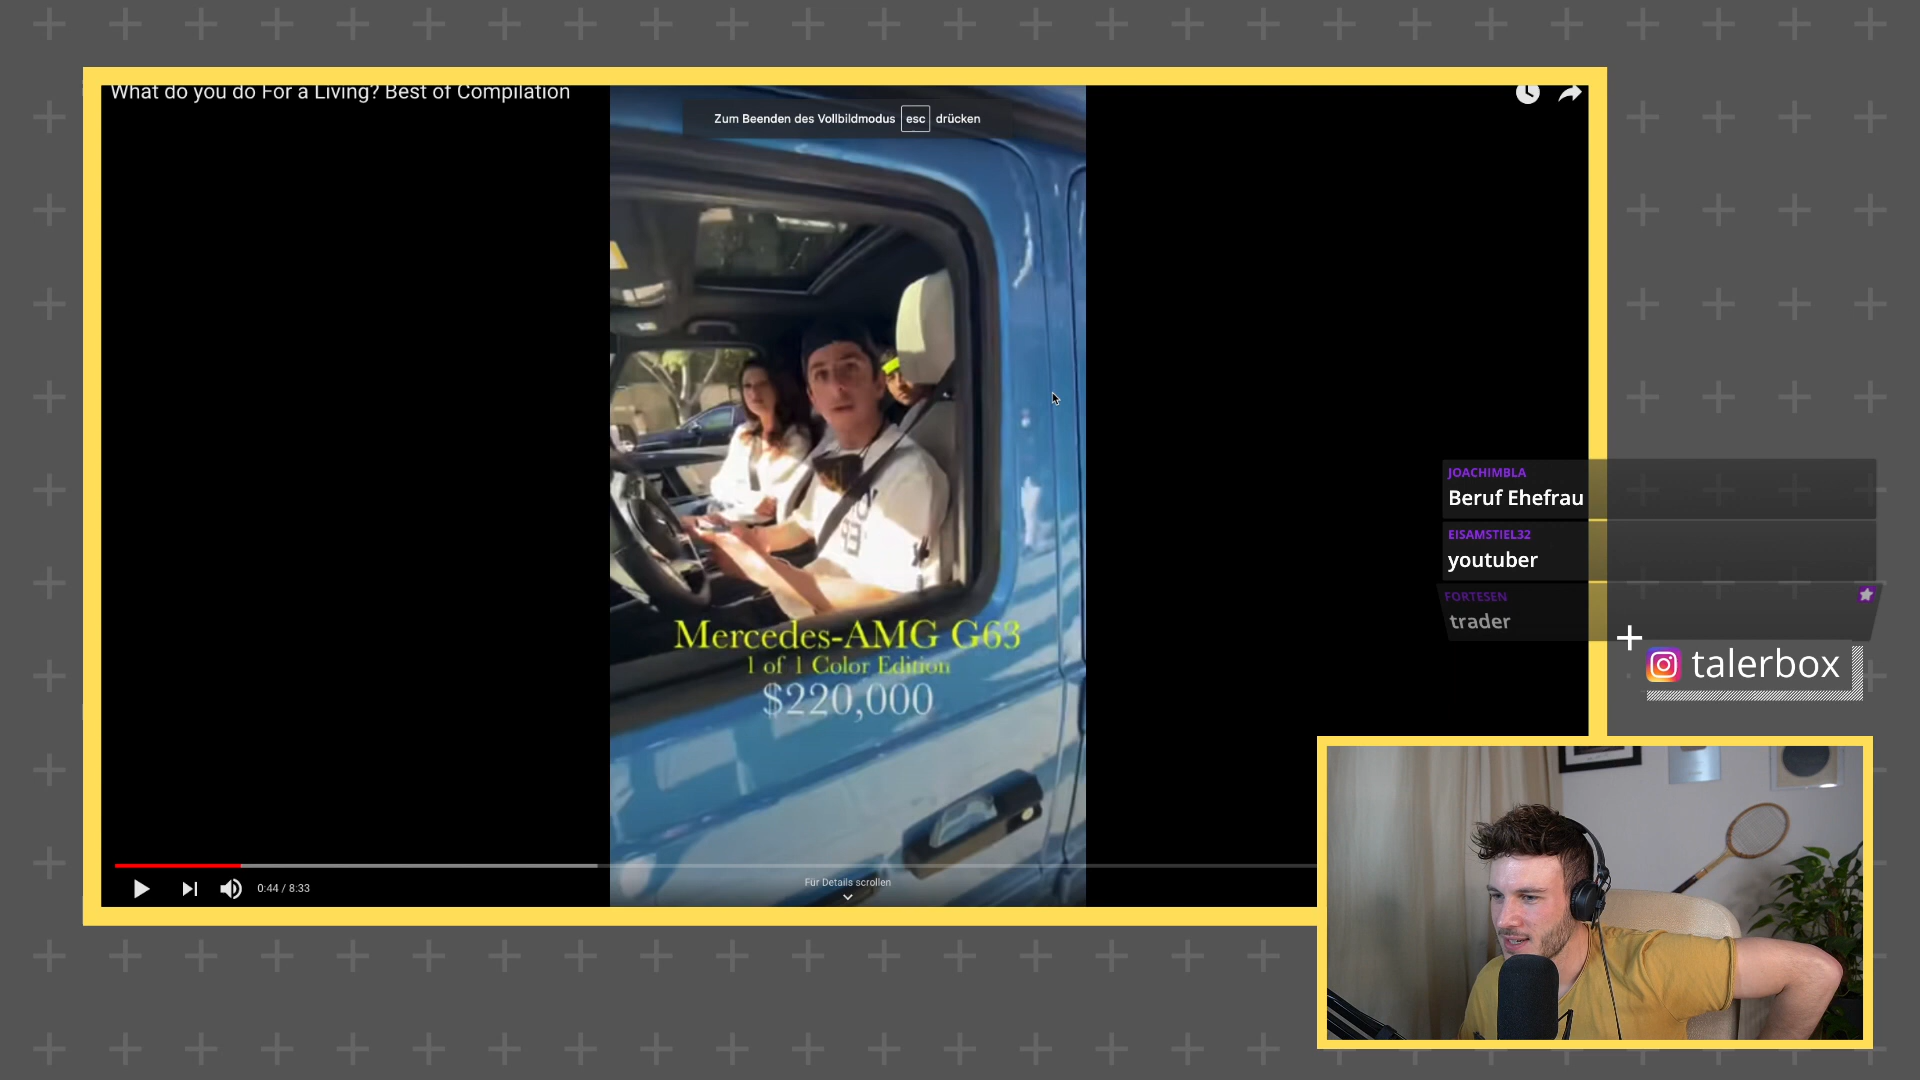 What do you do For a Living? Best of Compilation
Zum Beenden des Vollbildmodus esc drücken
Mercedes-AMG G63
1 of 1 Color Edition
$220,000
JOACHIMBLA
Beruf Ehefrau
EISAMSTIEL32
youtuber
FORTESEN
trader
talerbox
0:44 / 8:33
Für Details scrollen